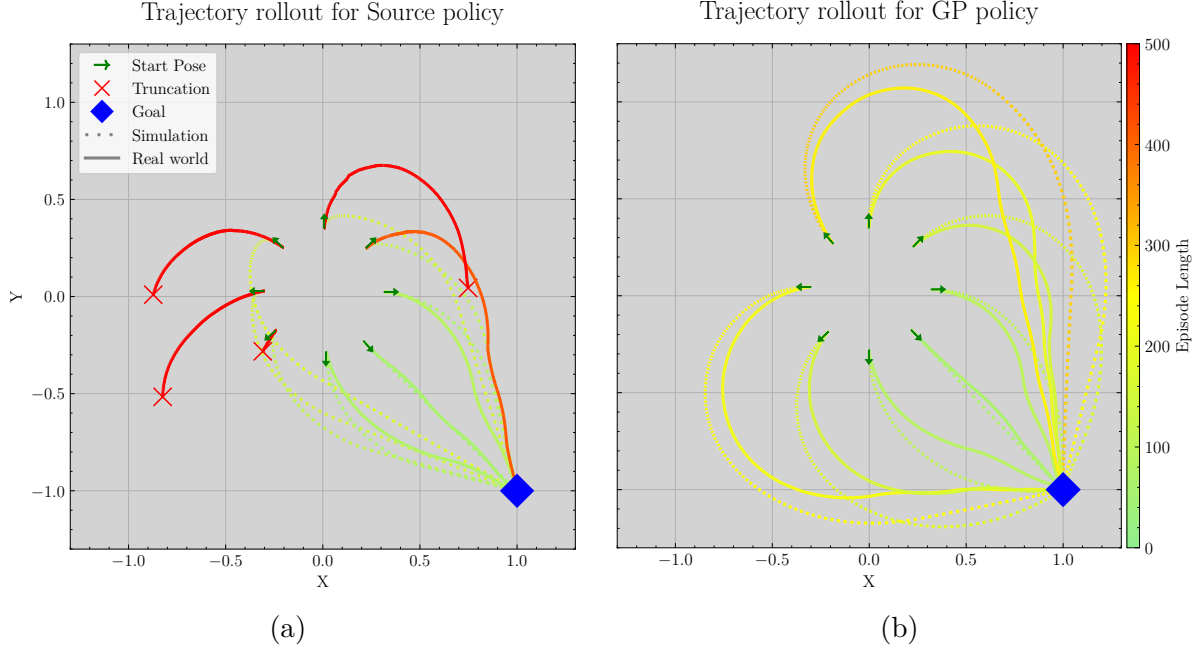 Trajectory rollout for Source policy
Start Pose
Truncation
Goal
Simulation
Real world
1.0
0.5
0.0
−0.5
−1.0
Y
−1.0
−0.5
0.0
0.5
1.0
X
(a)
Trajectory rollout for GP policy
−1.0
−0.5
0.0
0.5
1.0
X
(b)
500
400
300
200
100
0
Episode Length